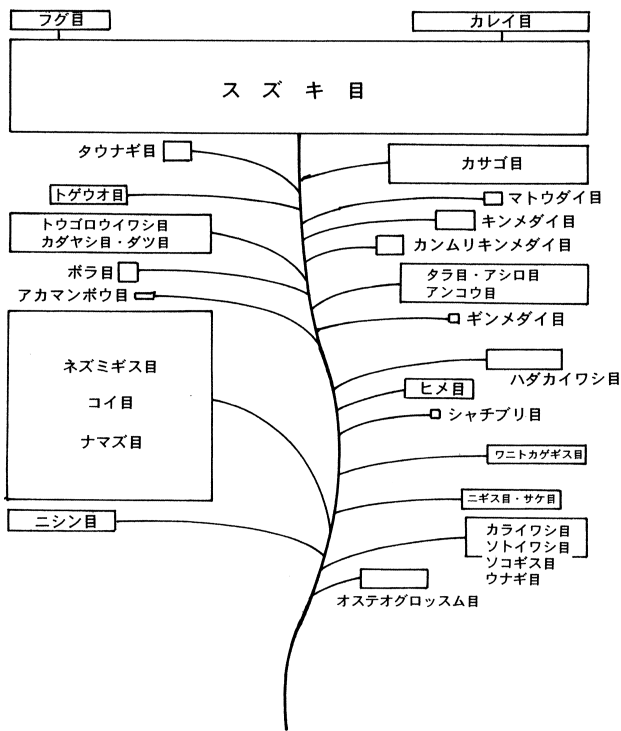 フグ目
カレイ目
スズキ目
タウナギ目
カサゴ目
トゲウオ目
マトウダイ目
トウゴロウイワシ目
カダヤシ目・ダツ目
キンメダイ目
カンムリキンメダイ目
ボラ目
タラ目・アシロ目
アンコウ目
アカマンボウ目
ギンメダイ目
ネズミギス目
コイ目
ナマズ目
ハダカイワシ目
ヒメ目
シャチブリ目
ワニトカゲギス目
ニギス目・サケ目
ニシン目
カライワシ目
ソトイワシ目
ソコギス目
ウナギ目
オステオグロッスム目